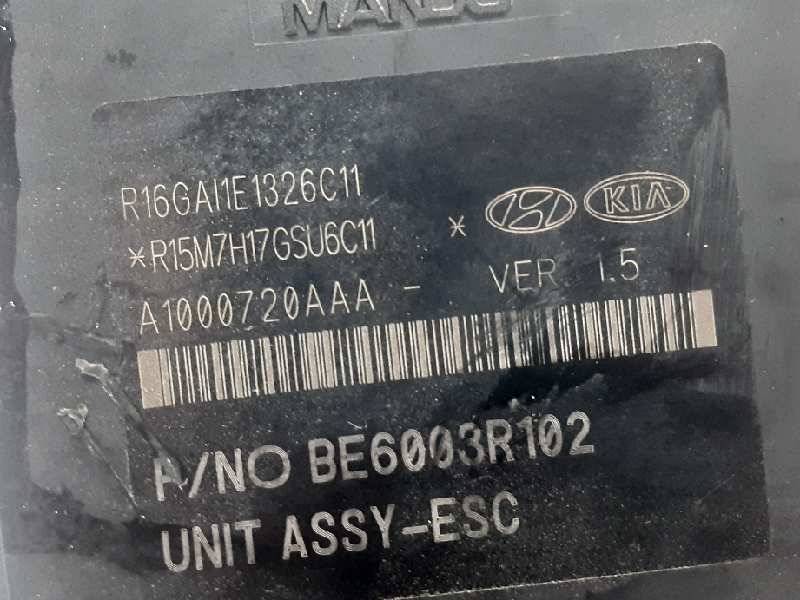 R16GAI1E1326C11
*R15M7H17GSU6C11 *
KIA
A1000720AAA - VER 1.5
P/NO BE6003R102
UNIT ASSY-ESC